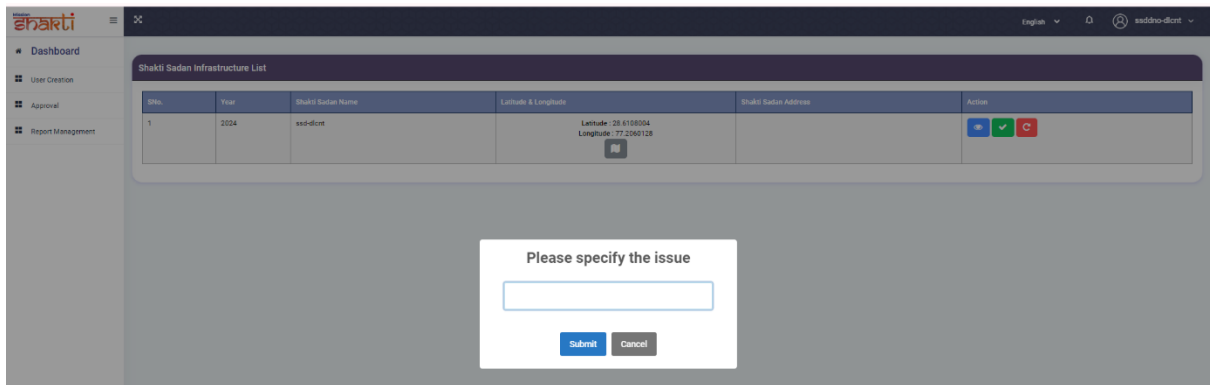 mission
shakti
English
ssddno-dlcnt
Dashboard
User Creation
Approval
Report Management
Shakti Sadan Infrastructure List
SNo. Year Shakti Sadan Name Latitude & Longitude Shakti Sadan Address Action
1 2024 ssd-dlcnt Latitude : 28.6108004
Longitude : 77.2060128
Please specify the issue
Submit Cancel